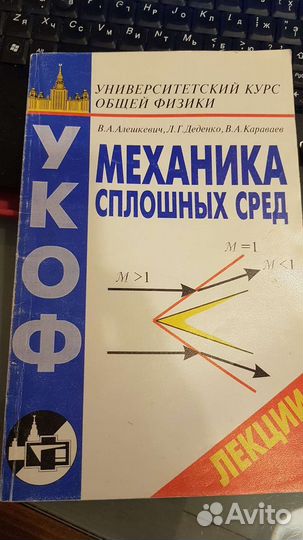 УНИВЕРСИТЕТСКИЙ КУРС
ОБЩЕЙ ФИЗИКИ
В.А.Алешкевич, Л.Г.Деденко, В.А.Караваев
УКОФ
МЕХАНИКА
СПЛОШНЫХ СРЕД
M=1
M>1
M<1
ЛЕКЦИИ
Avito